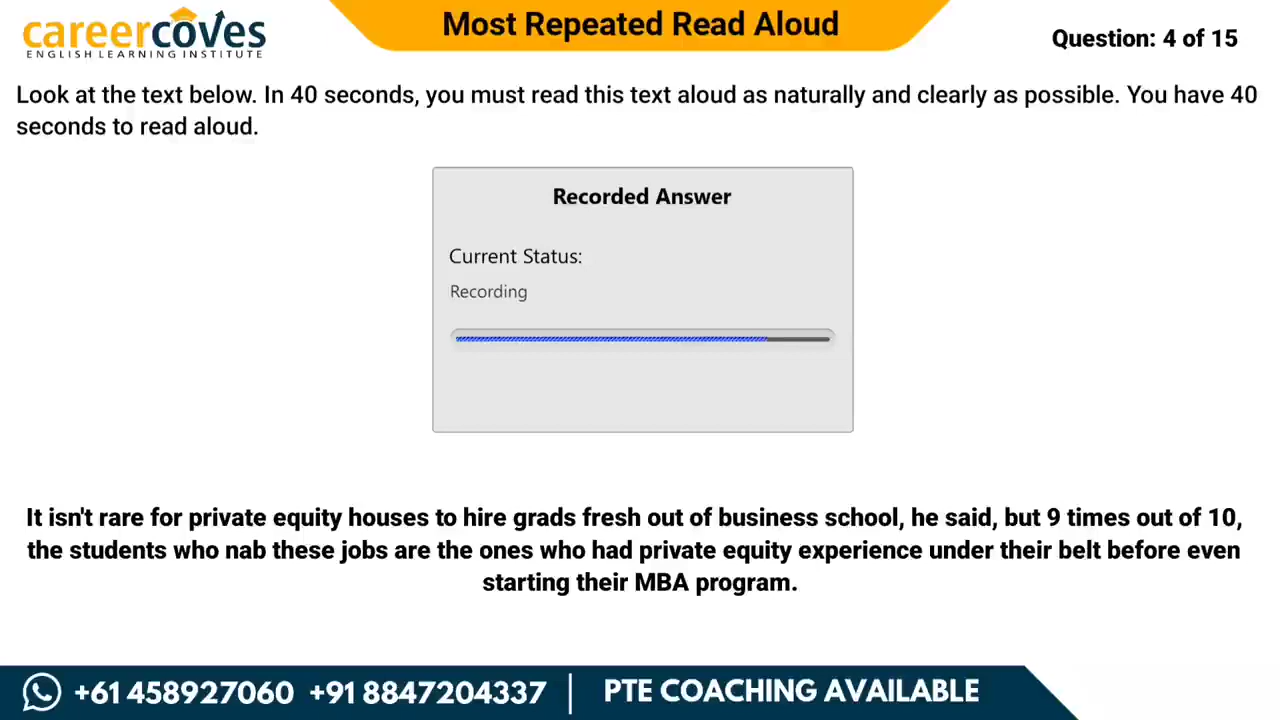 careercoves
ENGLISH LEARNING INSTITUTE
Most Repeated Read Aloud
Question: 4 of 15
Look at the text below. In 40 seconds, you must read this text aloud as naturally and clearly as possible. You have 40
seconds to read aloud.
Recorded Answer
Current Status:
Recording
It isn't rare for private equity houses to hire grads fresh out of business school, he said, but 9 times out of 10,
the students who nab these jobs are the ones who had private equity experience under their belt before even
starting their MBA program.
+61 458927060 +91 8847204337 | PTE COACHING AVAILABLE